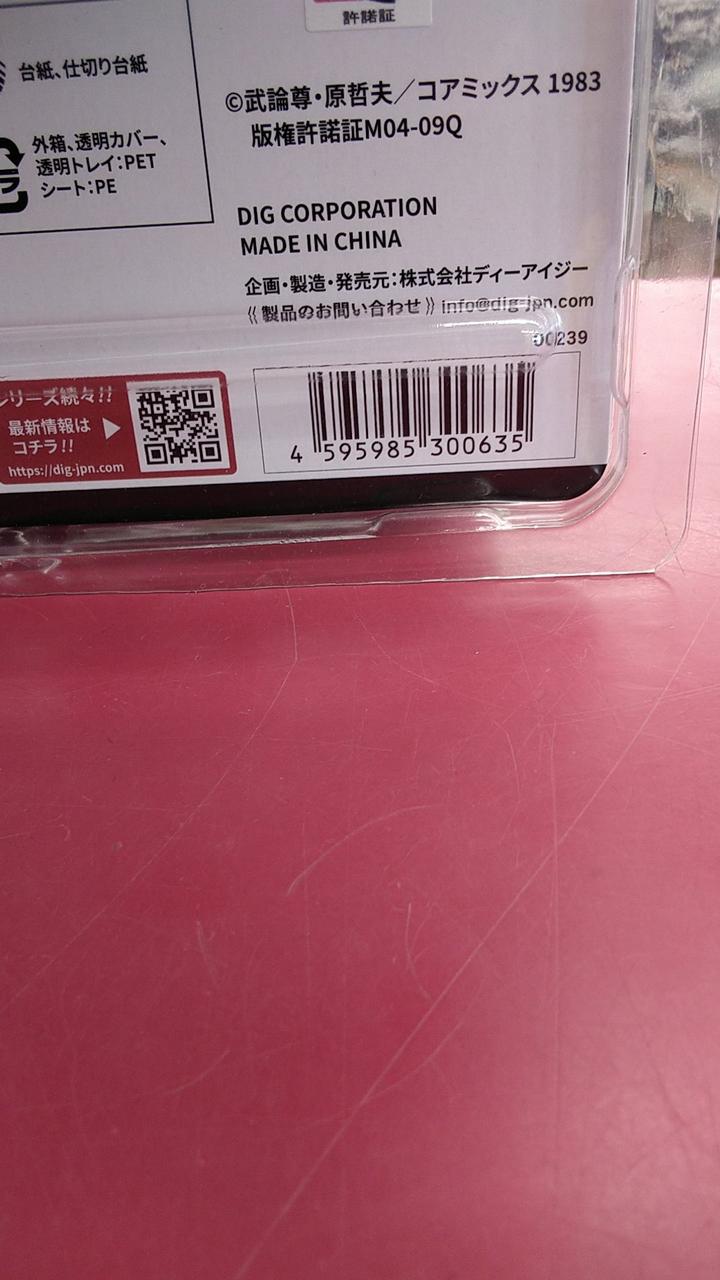 許諾証
台紙、仕切り台紙
外箱、透明カバー、
透明トレイ:PET
シート:PE
©武論尊・原哲夫／コアミックス 1983
版権許諾証M04-09Q
DIG CORPORATION
MADE IN CHINA
企画・製造・発売元:株式会社ディーアイジー
《製品のお問い合わせ》info@dig-jpn.com
00239
リーズ続々!!
最新情報は
コチラ!!
https://dig-jpn.com
4 595985 300635